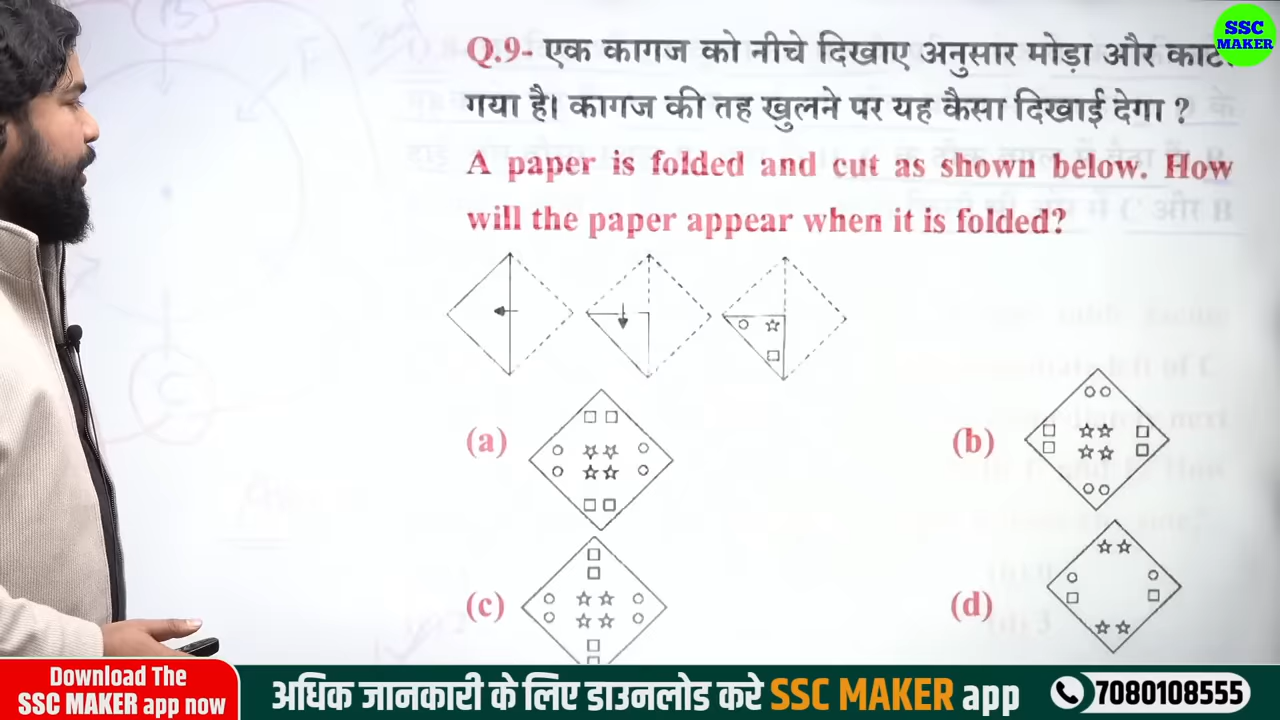 SSC
MAKER
Q.9- एक कागज को नीचे दिखाए अनुसार मोड़ा और काटा
गया है। कागज की तह खुलने पर यह कैसा दिखाई देगा ?
A paper is folded and cut as shown below. How
will the paper appear when it is folded?
(a)
(b)
(c)
(d)
Download The
SSC MAKER app now
अधिक जानकारी के लिए डाउनलोड करे SSC MAKER app
7080108555